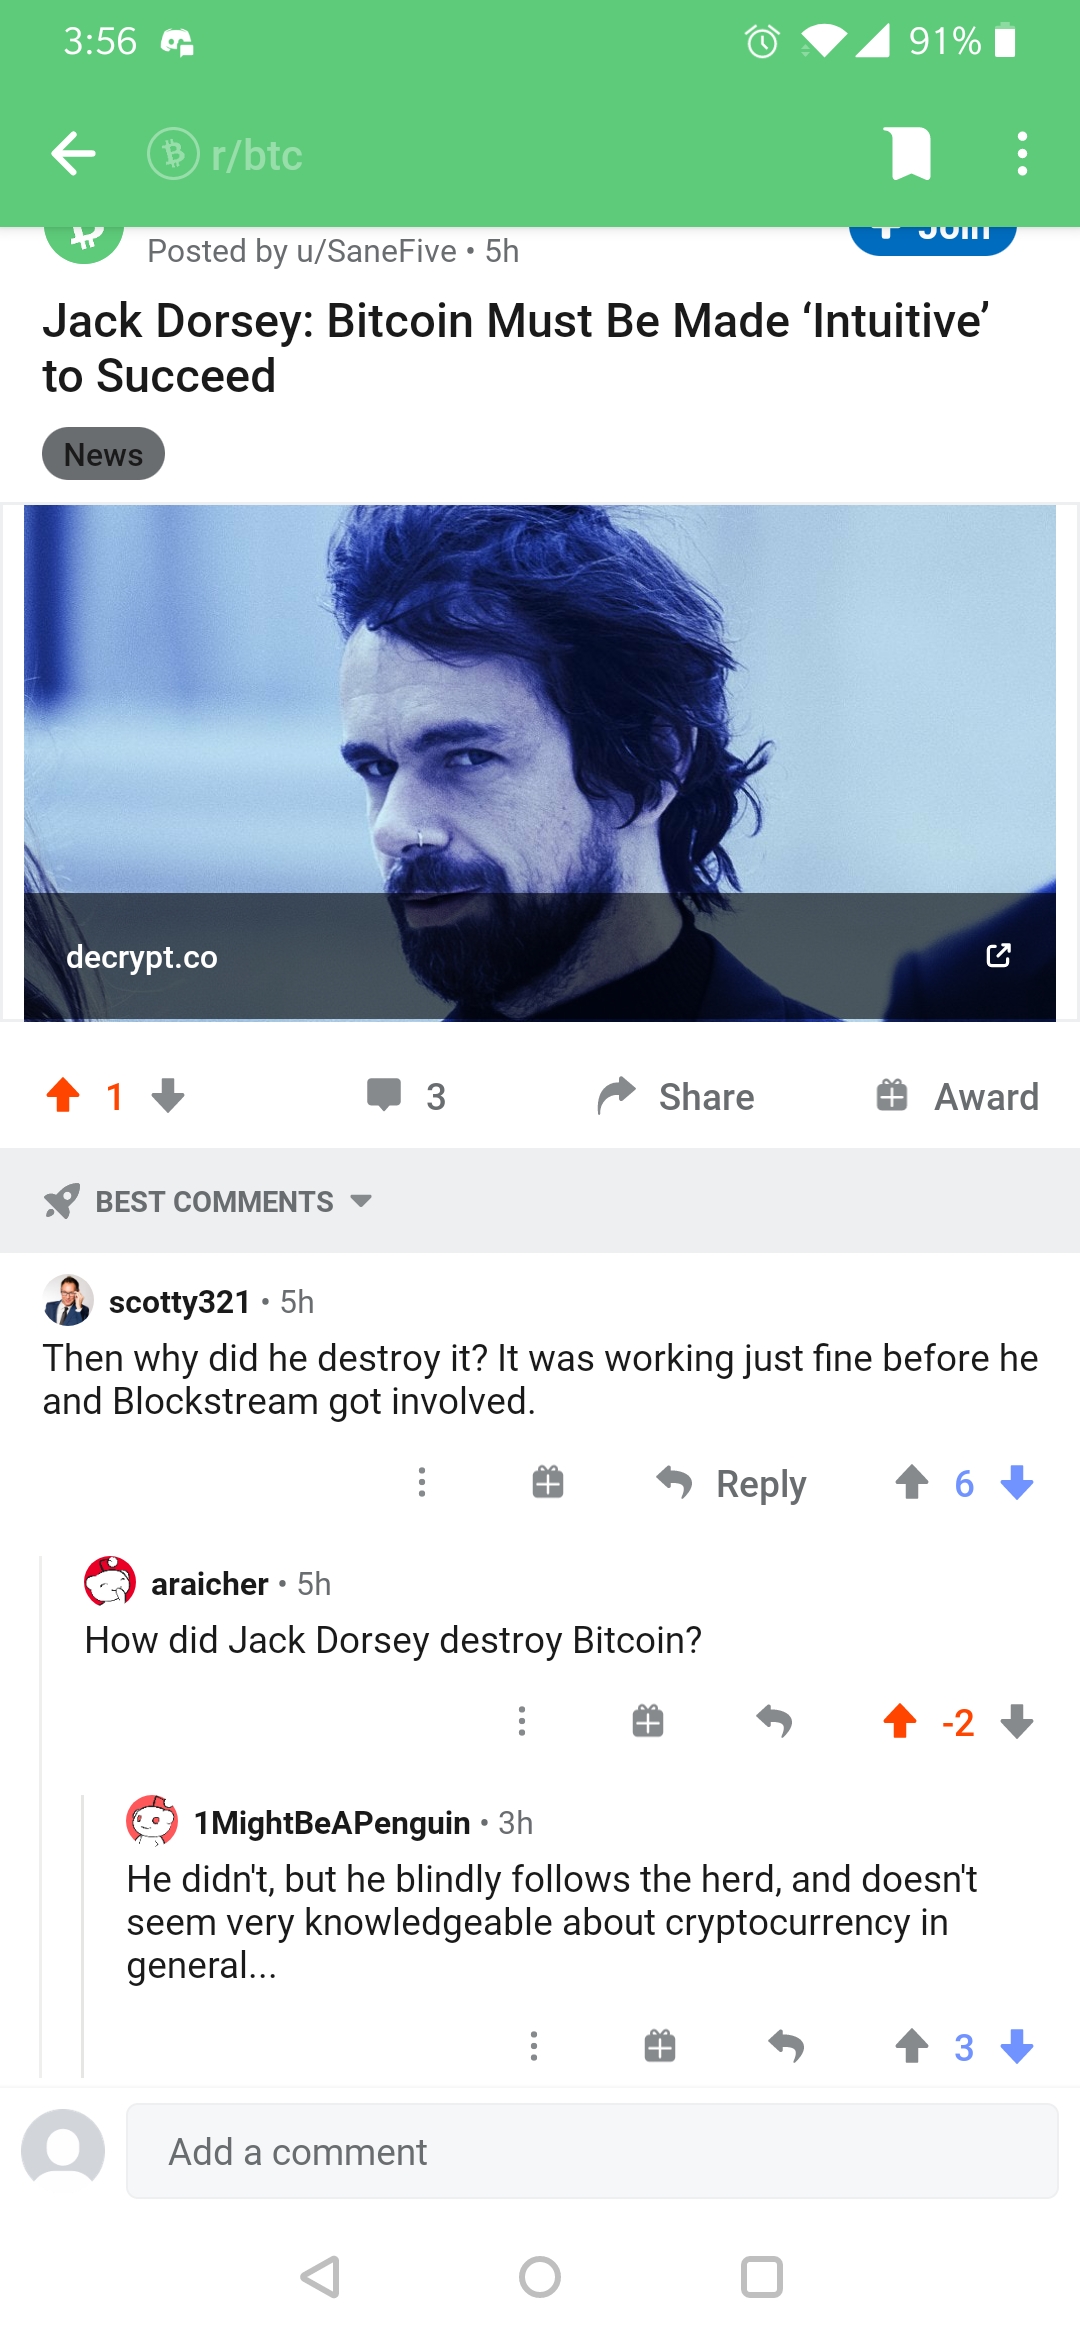 3:56
91%
r/btc
Posted by u/SaneFive • 5h
+ Join
Jack Dorsey: Bitcoin Must Be Made ‘Intuitive’
to Succeed
News
decrypt.co
1
3
Share
Award
BEST COMMENTS
scotty321 • 5h
Then why did he destroy it? It was working just fine before he
and Blockstream got involved.
Reply
6
araicher • 5h
How did Jack Dorsey destroy Bitcoin?
-2
1MightBeAPenguin • 3h
He didn't, but he blindly follows the herd, and doesn't
seem very knowledgeable about cryptocurrency in
general...
3
Add a comment